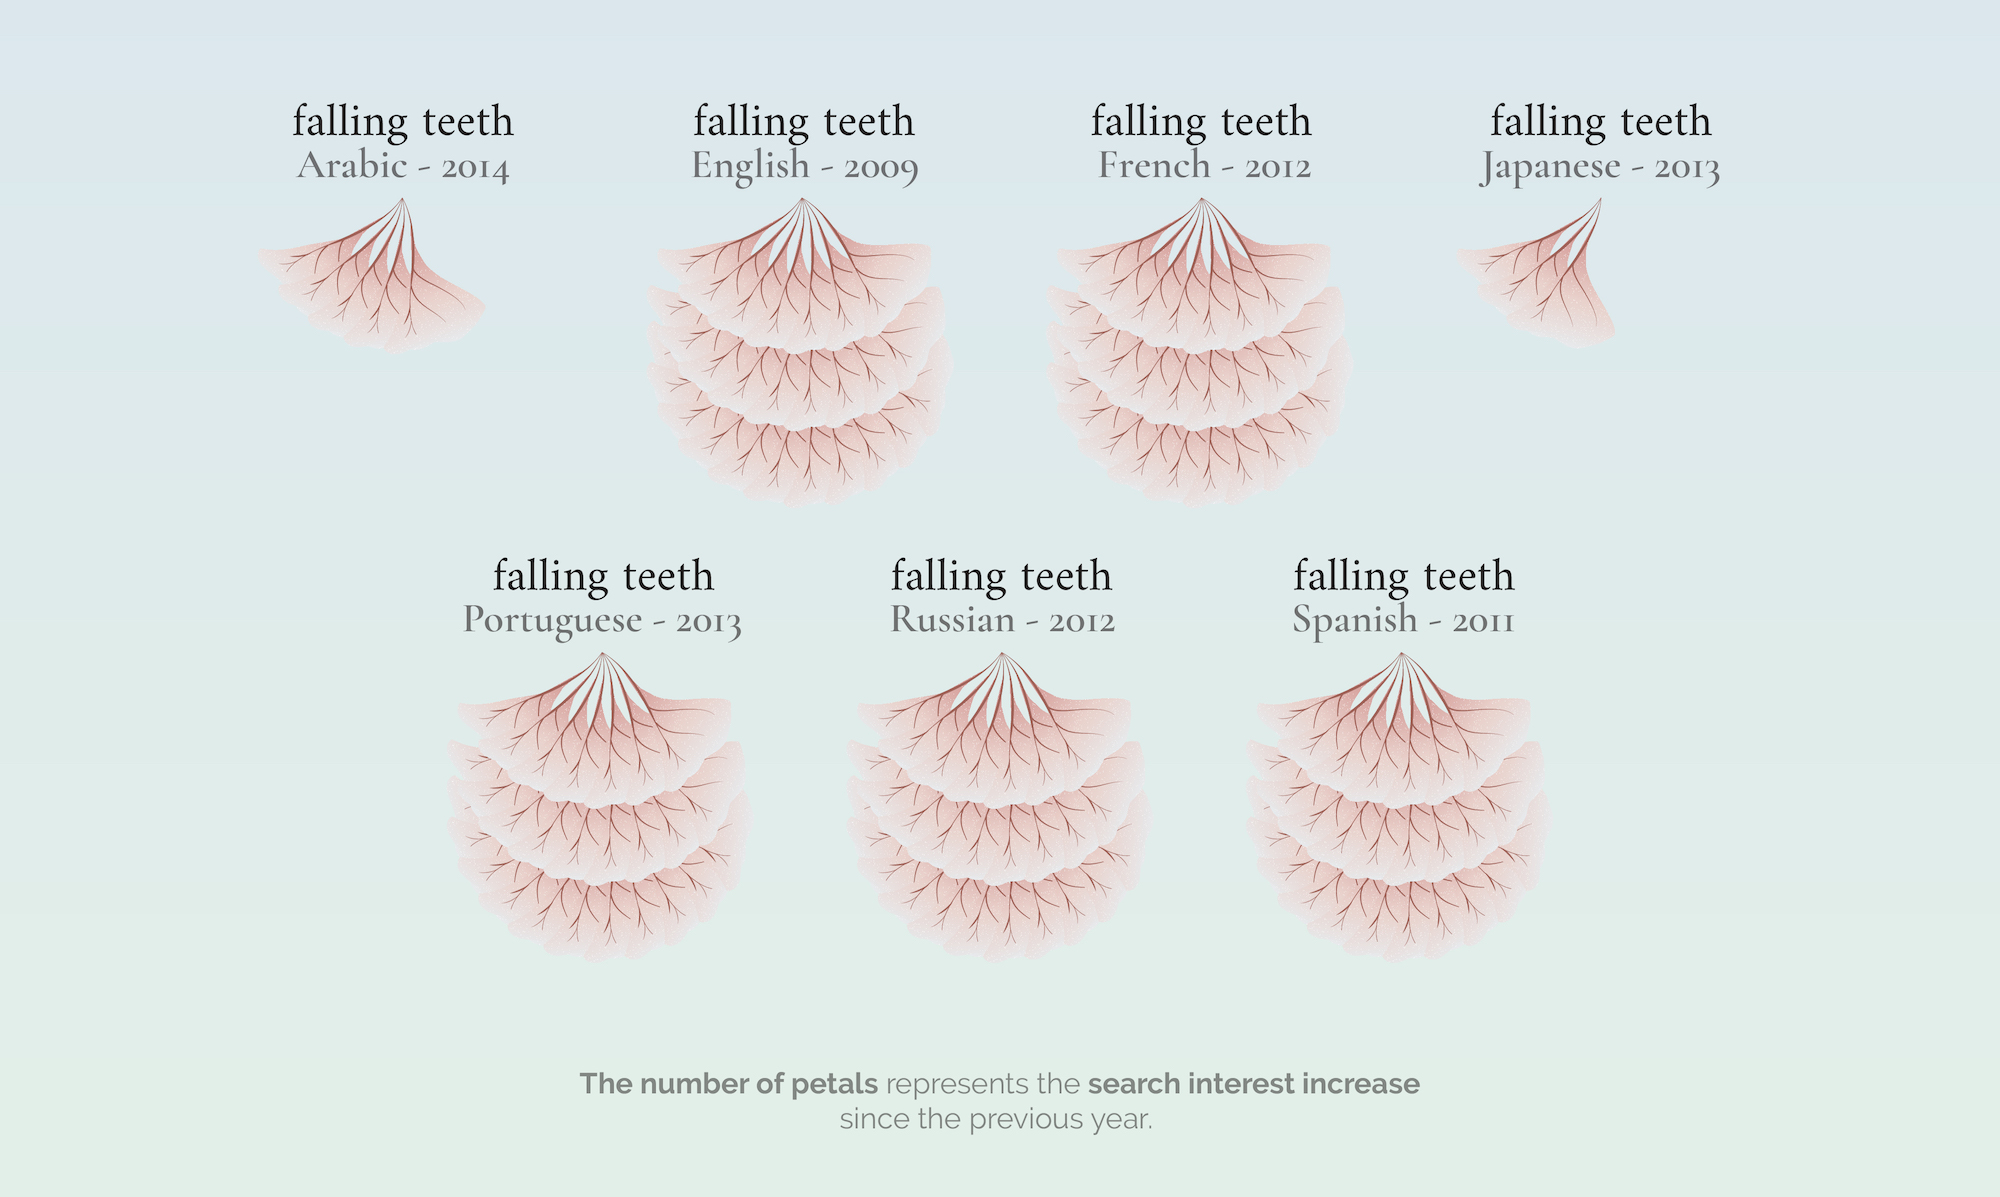 falling teeth
Arabic - 2014
falling teeth
English - 2009
falling teeth
French - 2012
falling teeth
Japanese - 2013
falling teeth
Portuguese - 2013
falling teeth
Russian - 2012
falling teeth
Spanish - 2011
The number of petals represents the search interest increase
since the previous year.